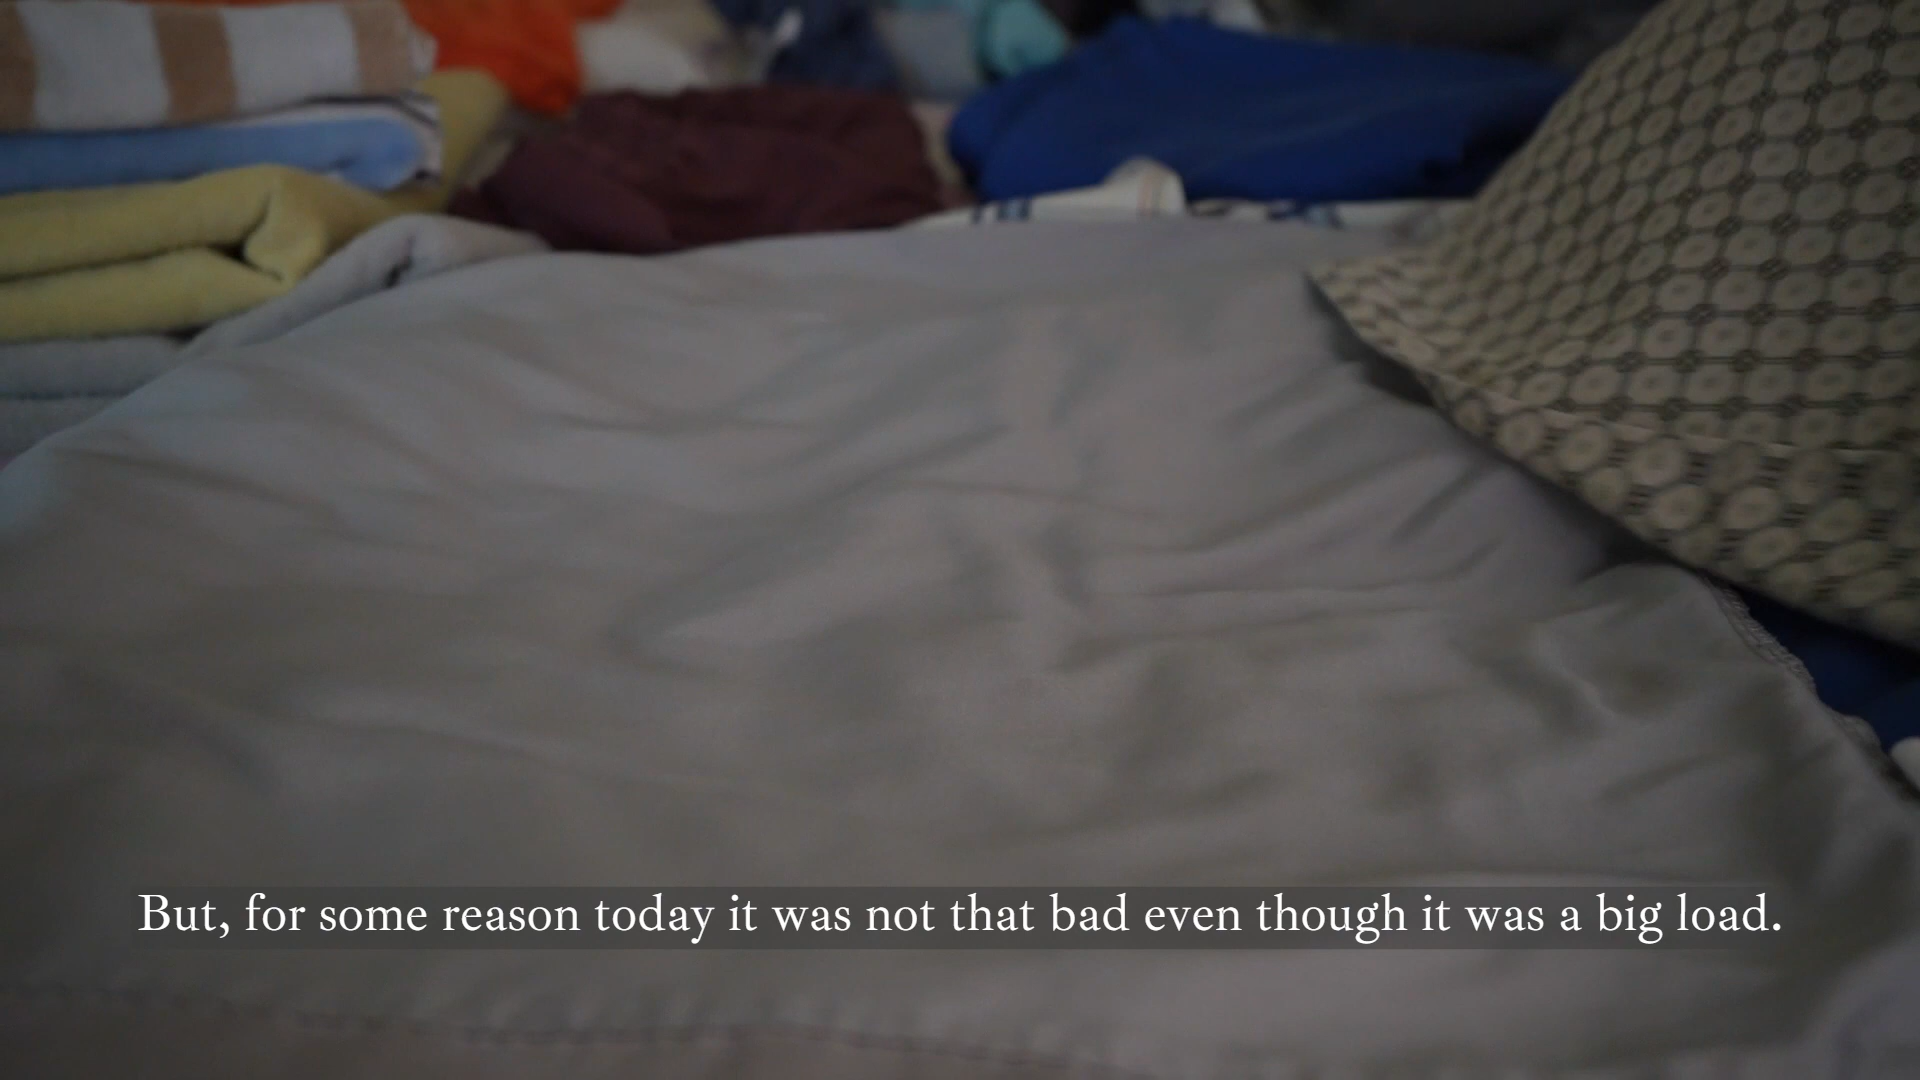 But, for some reason today it was not that bad even though it was a big load.